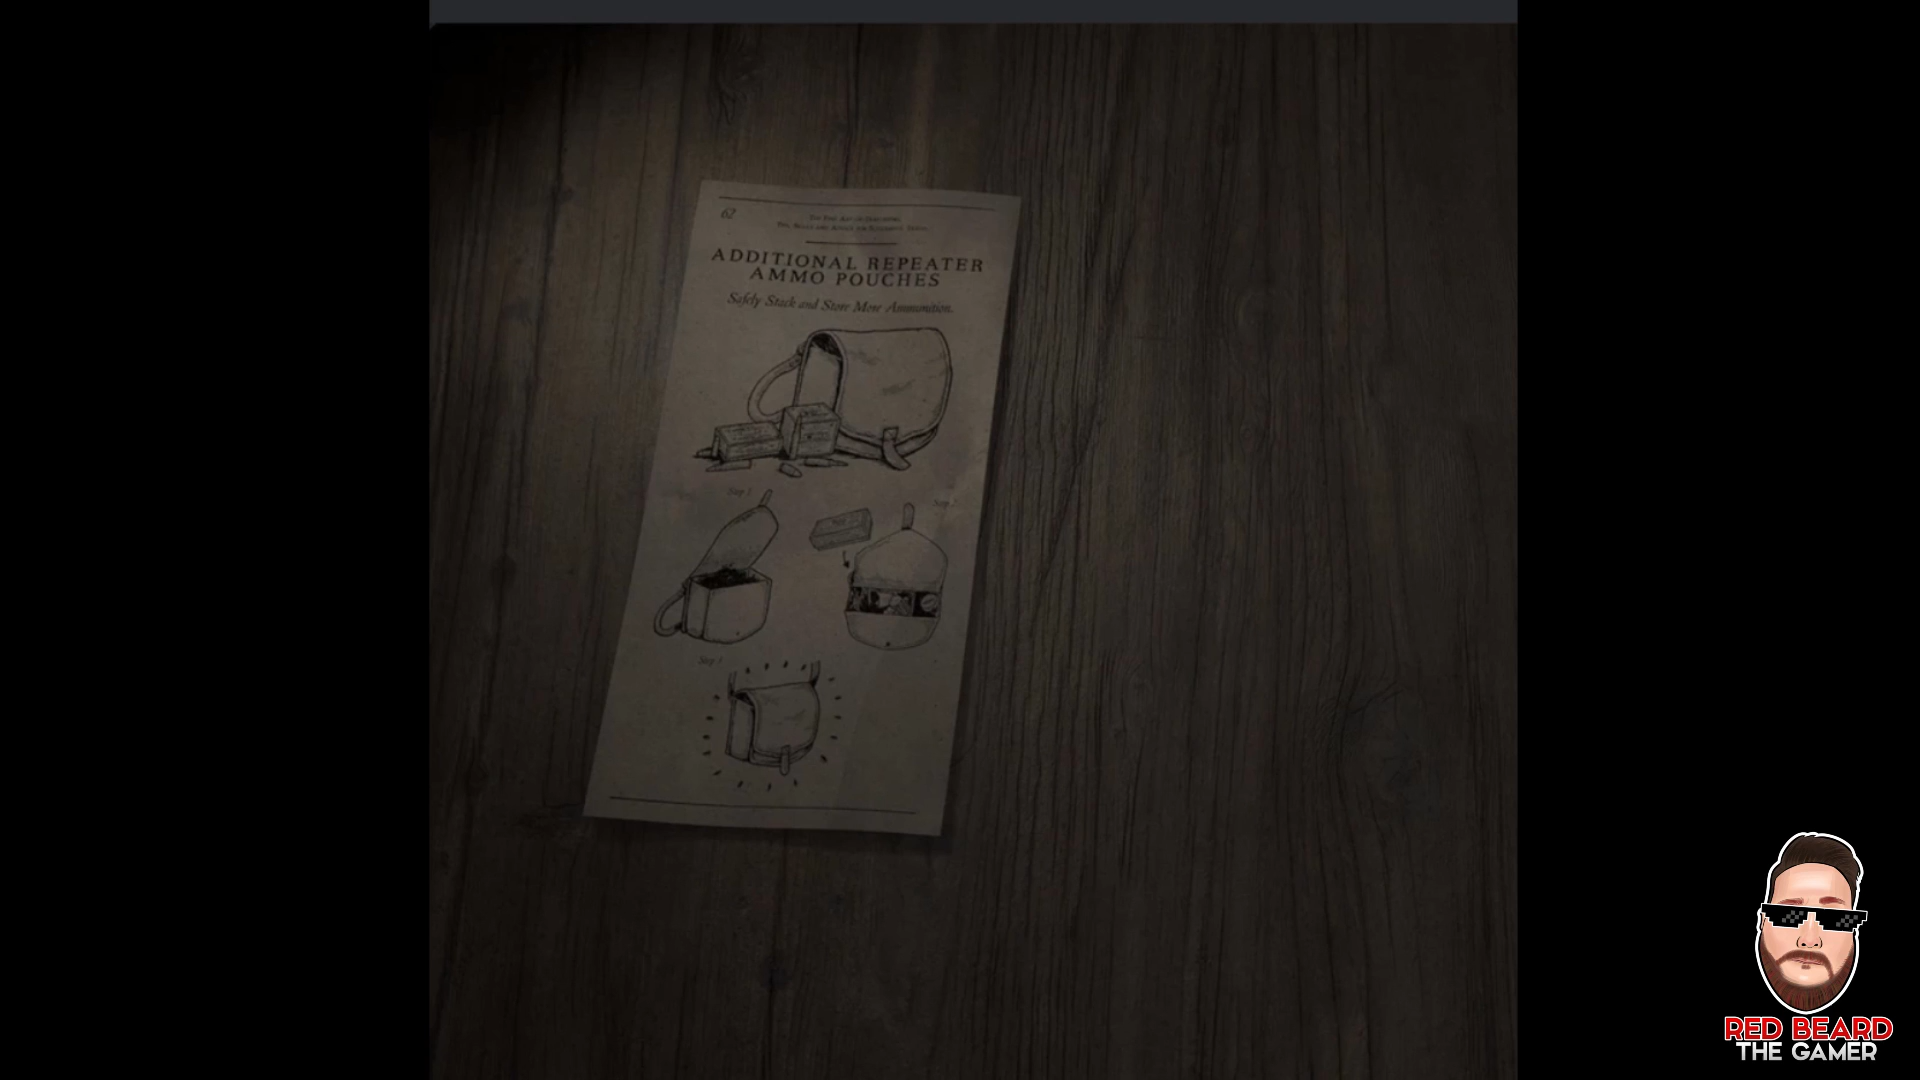 62
ADDITIONAL REPEATER
AMMO POUCHES
Safely Stack and Store More Ammunition.
Step 1
Step
Step 3
RED BEARD
THE GAMER